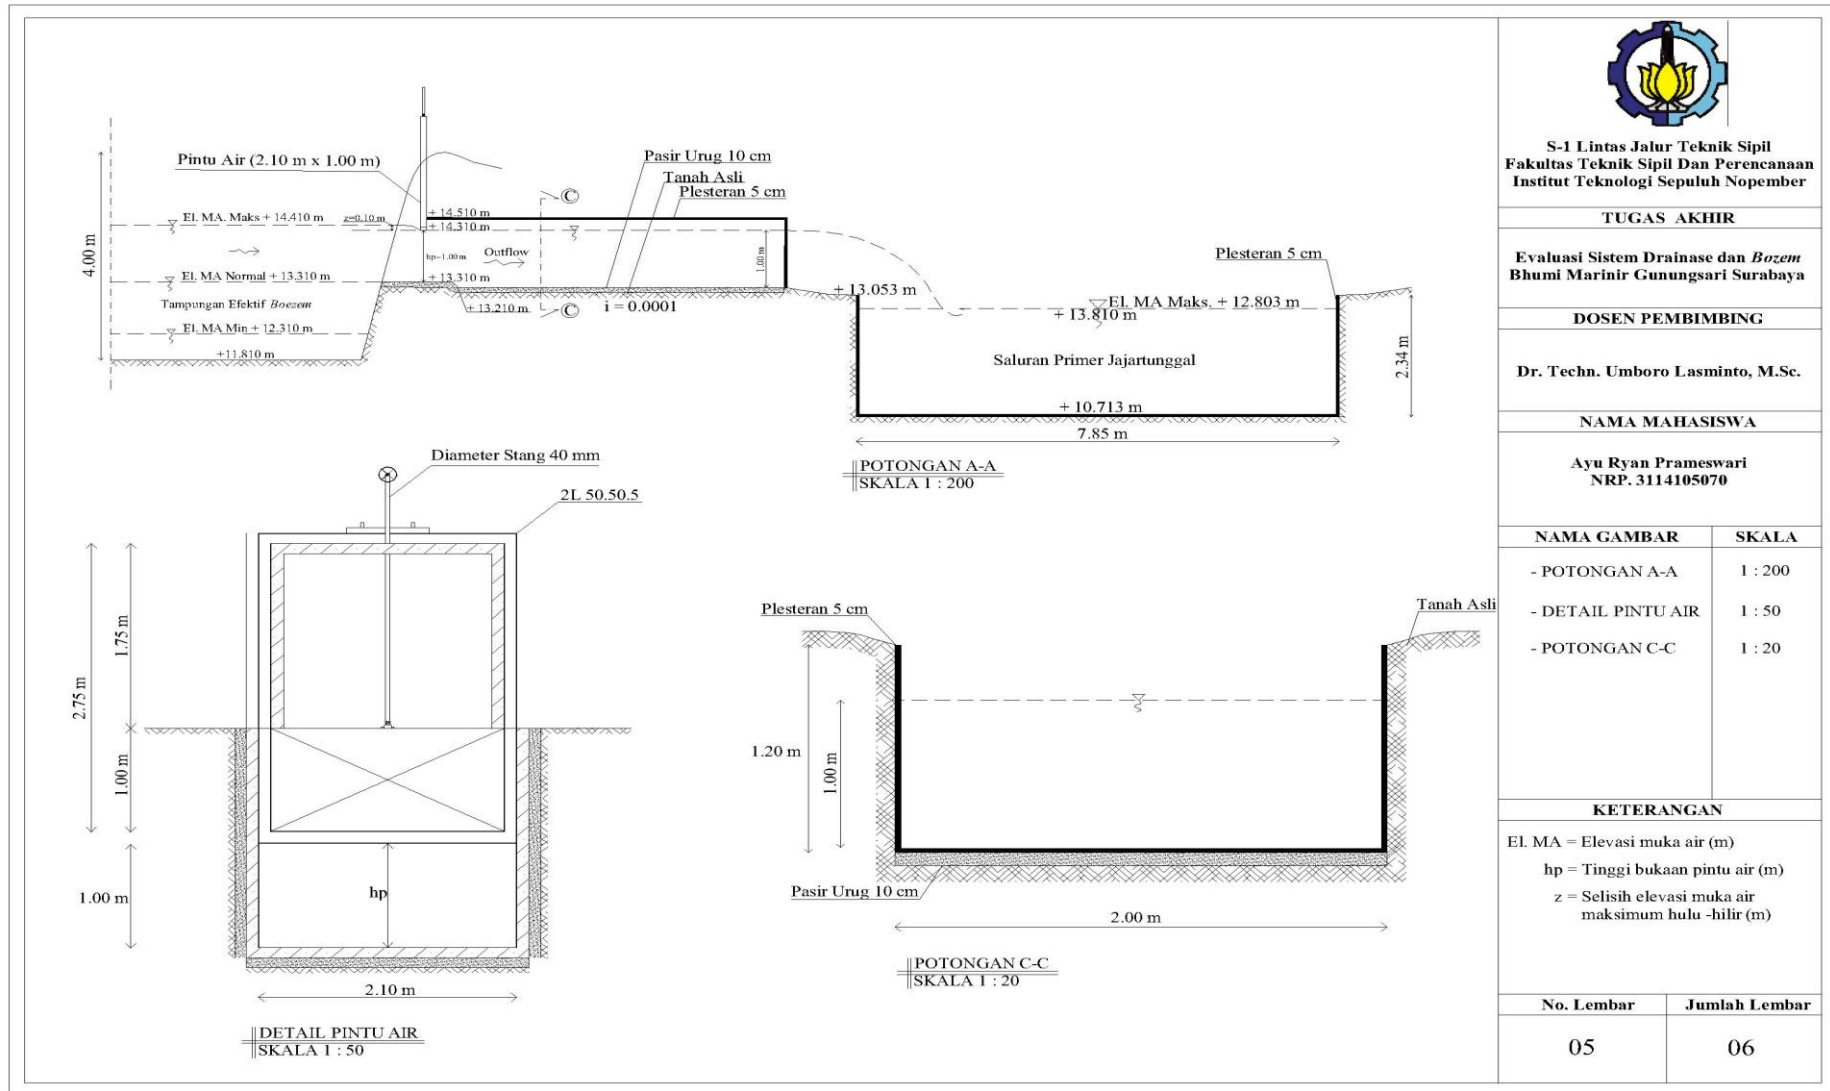 Pintu Air (2.10 m x 1.00 m)
Pasir Urug 10 cm
Tanah Asli
Plesteran 5 cm
C
El. MA. Maks + 14.410 m
z=0.10 m
+ 14.510 m
+ 14.310 m
4.00 m
hp=1.00 m
Outflow
1.00 m
Plesteran 5 cm
El. MA Normal + 13.310 m
+ 13.310 m
+ 13.053 m
Tampungan Efektif Boezem
+ 13.210 m
C
i = 0.0001
El. MA Maks. + 12.803 m
+ 13.810 m
El. MA Min + 12.310 m
+11.810 m
Saluran Primer Jajartunggal
2.34 m
+ 10.713 m
7.85 m
POTONGAN A-A
SKALA 1 : 200
Diameter Stang 40 mm
2L 50.50.5
2.75 m
1.75 m
1.00 m
1.00 m
hp
2.10 m
DETAIL PINTU AIR
SKALA 1 : 50
Plesteran 5 cm
Tanah Asli
1.20 m
1.00 m
Pasir Urug 10 cm
2.00 m
POTONGAN C-C
SKALA 1 : 20
S-1 Lintas Jalur Teknik Sipil
Fakultas Teknik Sipil Dan Perencanaan
Institut Teknologi Sepuluh Nopember
TUGAS AKHIR
Evaluasi Sistem Drainase dan Bozem
Bhumi Marinir Gunungsari Surabaya
DOSEN PEMBIMBING
Dr. Techn. Umboro Lasminto, M.Sc.
NAMA MAHASISWA
Ayu Ryan Prameswari
NRP. 3114105070
NAMA GAMBAR SKALA
- POTONGAN A-A 1 : 200
- DETAIL PINTU AIR 1 : 50
- POTONGAN C-C 1 : 20
KETERANGAN
El. MA = Elevasi muka air (m)
hp = Tinggi bukaan pintu air (m)
z = Selisih elevasi muka air
maksimum hulu -hilir (m)
No. Lembar Jumlah Lembar
05 06